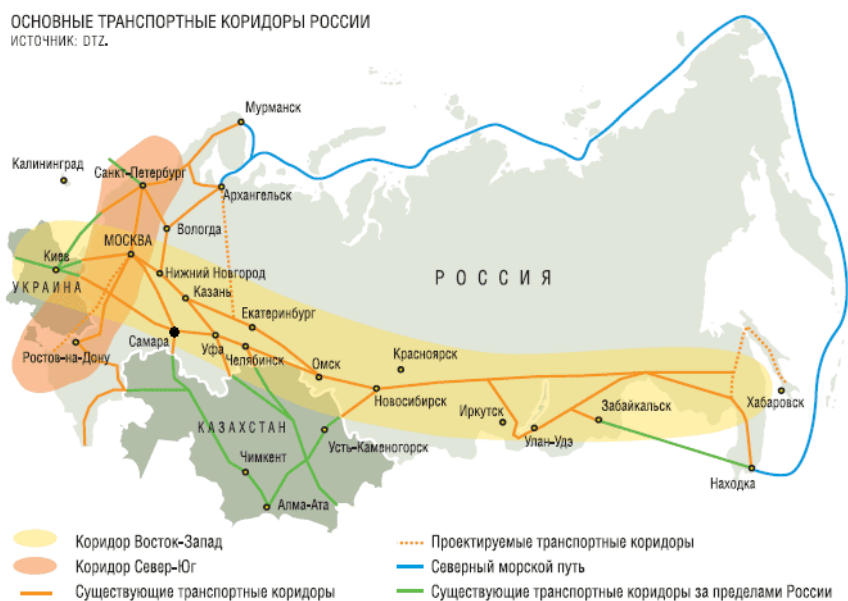 ОСНОВНЫЕ ТРАНСПОРТНЫЕ КОРИДОРЫ РОССИИ
ИСТОЧНИК: DTZ.
Мурманск
Калининград
Санкт-Петербург
Архангельск
Вологда
МОСКВА
Киев
Нижний Новгород
УКРАИНА
РОССИЯ
Казань
Екатеринбург
Самара
Уфа
Ростов-на-Дону
Челябинск
Омск
Красноярск
Новосибирск
Хабаровск
Забайкальск
Иркутск
КАЗАХСТАН
Улан-Удэ
Усть-Каменогорск
Чимкент
Находка
Алма-Ата
Коридор Восток-Запад
Коридор Север-Юг
Существующие транспортные коридоры
Проектируемые транспортные коридоры
Северный морской путь
Существующие транспортные коридоры за пределами России